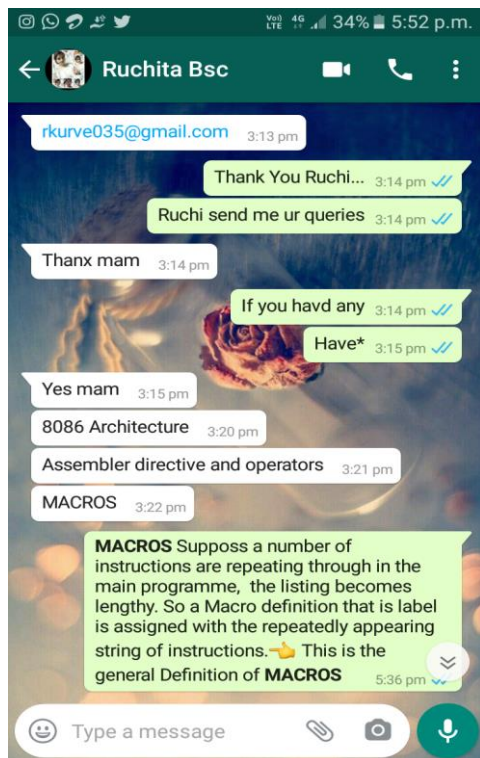 Voi) LTE 4G 34% 5:52 p.m.
Ruchita Bsc
rkurve035@gmail.com 3:13 pm
Thank You Ruchi... 3:14 pm
Ruchi send me ur queries 3:14 pm
Thanx mam 3:14 pm
If you havd any 3:14 pm
Have* 3:15 pm
Yes mam 3:15 pm
8086 Architecture 3:20 pm
Assembler directive and operators 3:21 pm
MACROS 3:22 pm
MACROS Supposs a number of
instructions are repeating through in the
main programme, the listing becomes
lengthy. So a Macro definition that is label
is assigned with the repeatedly appearing
string of instructions.👈 This is the
general Definition of MACROS 5:36 pm
Type a message